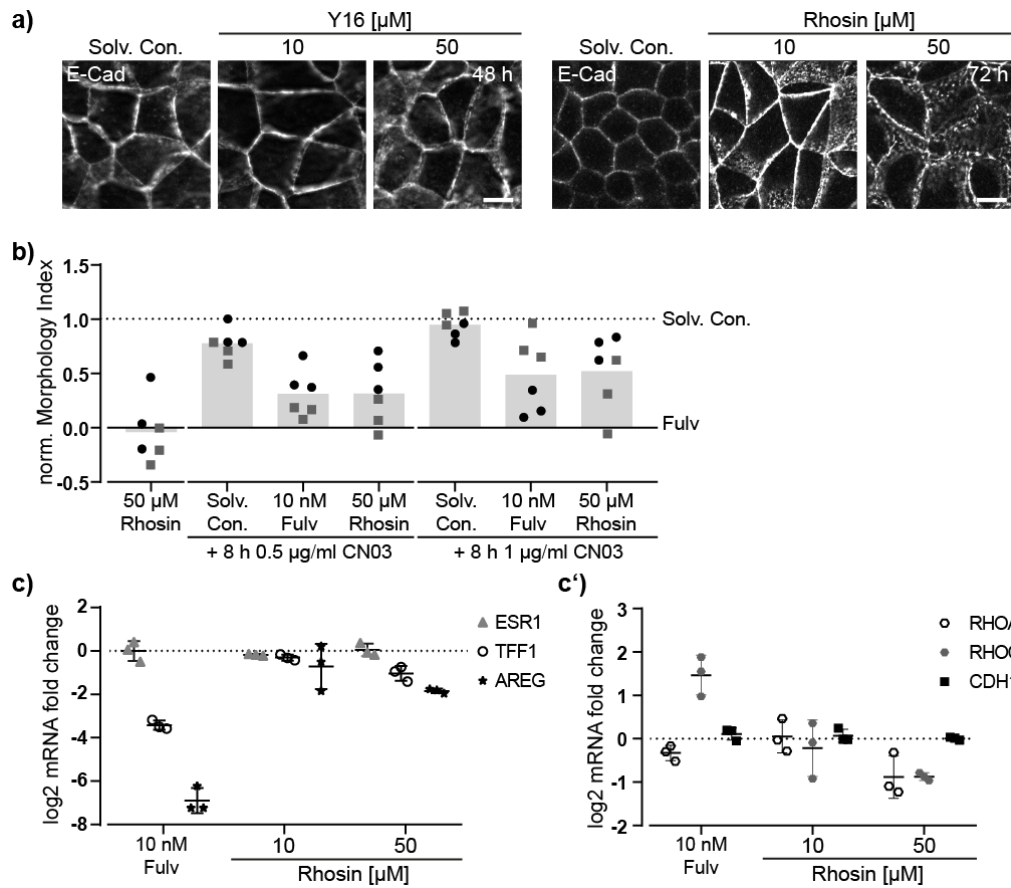 a)
Y16 [µM]
Rhosin [µM]
Solv. Con. 10 50 Solv. Con. 10 50
E-Cad 48 h E-Cad 72 h
b)
norm. Morphology Index
1.5
1.0
0.5
0.0
-0.5
Solv. Con.
Fulv
50 µM Solv. 10 nM 50 µM Solv. 10 nM 50 µM
Rhosin Con. Fulv Rhosin Con. Fulv Rhosin
+ 8 h 0.5 µg/ml CN03 + 8 h 1 µg/ml CN03
c)
log2 mRNA fold change
2
0
-2
-4
-6
-8
ESR1
TFF1
AREG
10 nM 10 50
Fulv Rhosin [µM]
c')
log2 mRNA fold change
3
2
1
0
-1
-2
RHO
RHO
CDH
10 nM 10 50
Fulv Rhosin [µM]